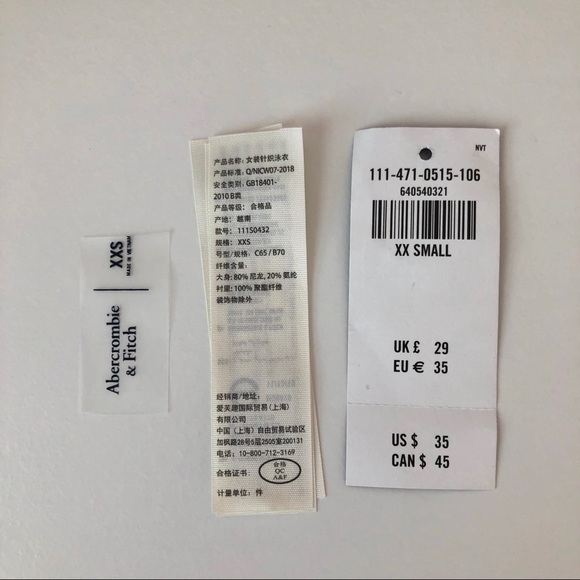 Abercrombie
& Fitch
XXS
MADE IN VIETNAM
产品名称: 女装针织泳衣
产品标准: Q/NICW07-2018
安全类别: GB18401-
2010 B类
产品等级: 合格品
产地: 越南
款号: 11150432
规格: XXS
号型/规格: C65 / B70
纤维含量:
大身: 80% 尼龙, 20% 氨纶
衬里: 100% 聚酯纤维
装饰物除外
经销商/地址:
爱芙趣国际贸易 (上海)
有限公司
中国 (上海) 自由贸易试验区
加枫路28号5层2505室200131
电话: 10-800-712-3169
合格证书:
合格
QC
A&F
计量单位: 件
NVT
111-471-0515-106
640540321
XX SMALL
UK £ 29
EU € 35
US $ 35
CAN $ 45